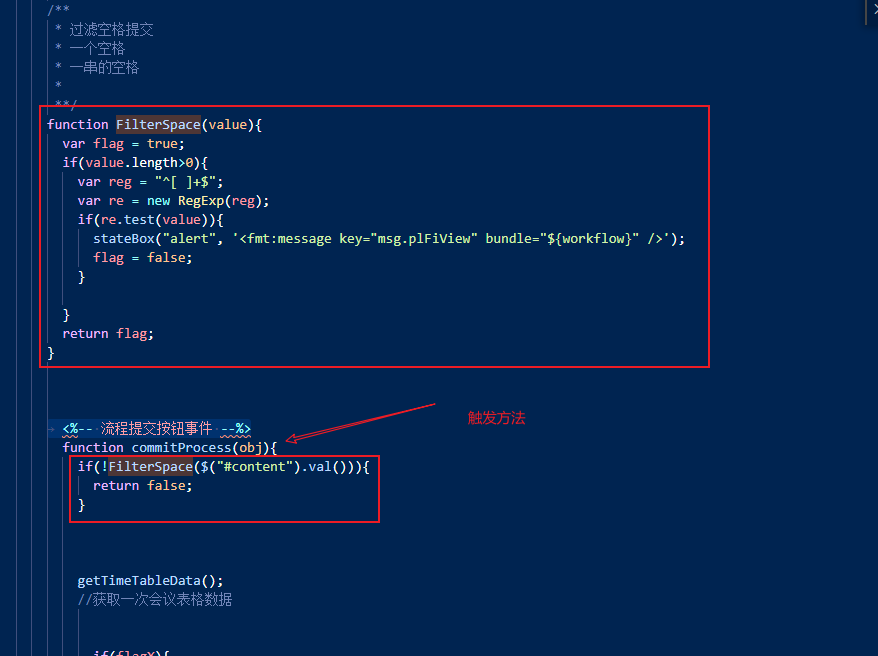 /**
* 过滤空格提交
* 一个空格
* 一串的空格
*
**/
function FilterSpace(value){
var flag = true;
if(value.length>0){
var reg = "^[ ]+$";
var re = new RegExp(reg);
if(re.test(value)){
stateBox("alert", '<fmt:message key="msg.plFiView" bundle="${workflow}" />');
flag = false;
}
}
return flag;
}
<%-- 流程提交按钮事件 --%>
触发方法
function commitProcess(obj){
if(!FilterSpace($("#content").val())){
return false;
}
getTimeTableData();
//获取一次会议表格数据
if(flagX){